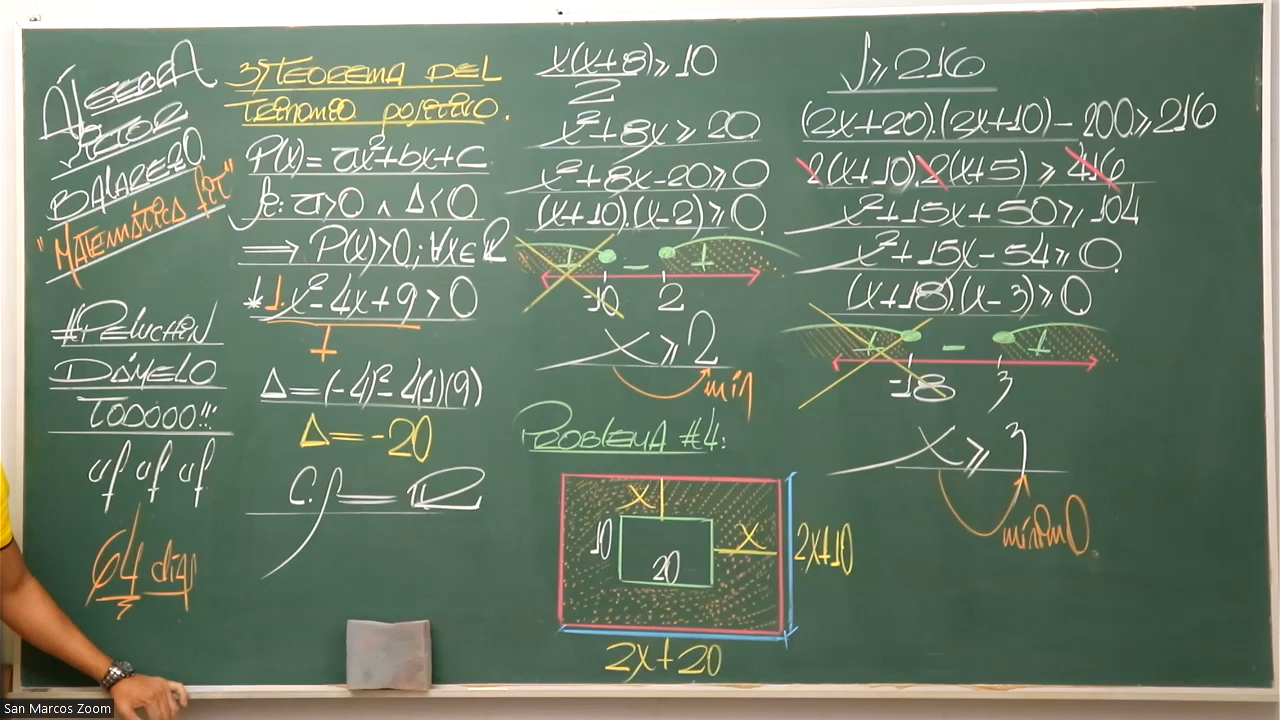 ÁLGEBRA
VÍCTOR
BALAREZO.
"MATEMÁTICA fit"
#PELUCHIN
DÁMELO
TODOOO!!!
uf uf uf
64 días
3) TEOREMA DEL
TRINOMIO positivo.
P(x) = ax²+bx+c
Si: a>0 ∧ Δ<0
⟹ P(x)>0; ∀x∈R
*1. x²-4x+9>0
+
Δ=(-4)²-4(1)(9)
Δ=-20
C.S=R
x(x+8)≥10
2
x²+8x≥20
x²+8x-20≥0
(x+10).(x-2)≥0
+ - +
-10 2
x≥2
mín
PROBLEMA #4:
x
10
x
20
2x+10
2x+20
S≥216
(2x+20).(2x+10)-200≥216
2(x+10).2(x+5)≥416
x²+15x+50≥104
x²+15x-54≥0
(x+18).(x-3)≥0
+ - +
-18 3
x≥3
mínimo.
San Marcos Zoom